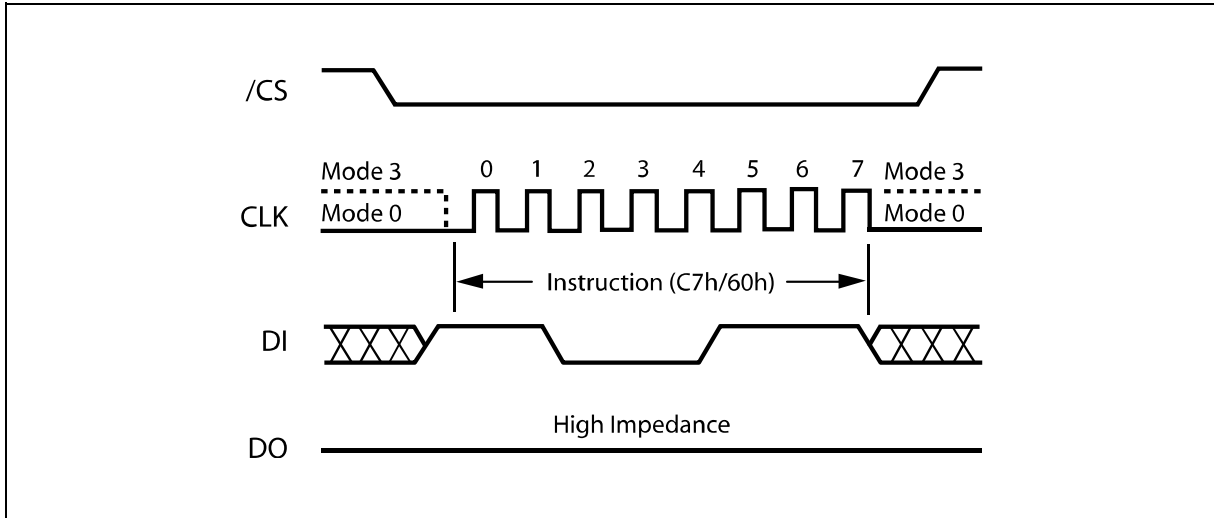 /CS
Mode 3 0 1 2 3 4 5 6 7 Mode 3
CLK Mode 0 Mode 0
Instruction (C7h/60h)
DI
High Impedance
DO